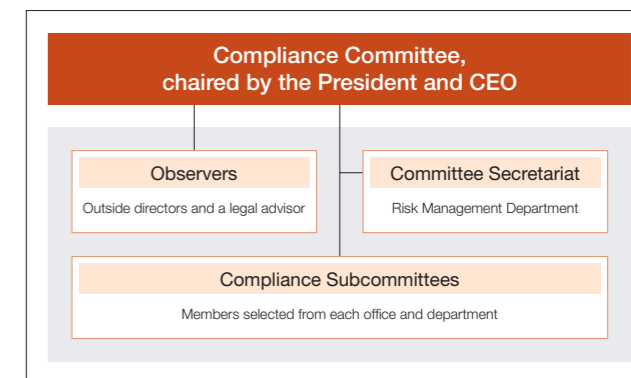 Compliance Committee,
chaired by the President and CEO
Observers
Outside directors and a legal advisor
Committee Secretariat
Risk Management Department
Compliance Subcommittees
Members selected from each office and department